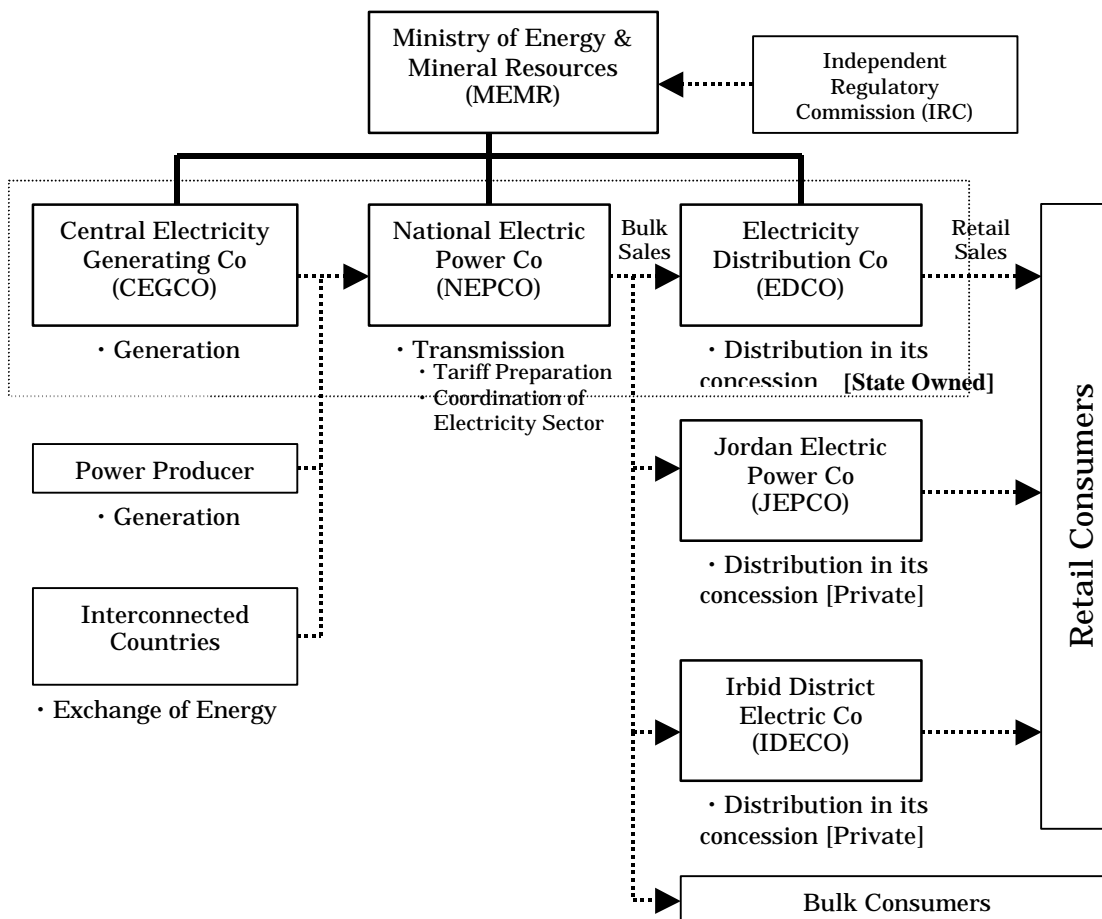 Ministry of Energy &
Mineral Resources
(MEMR)
Independent
Regulatory
Commission (IRC)
Central Electricity
Generating Co
(CEGCO)
National Electric
Power Co
(NEPCO)
Bulk
Sales
Electricity
Distribution Co
(EDCO)
Retail
Sales
・Generation
・Transmission
・Tariff Preparation
・Coordination of
Electricity Sector
・Distribution in its
concession [State Owned]
Power Producer
・Generation
Jordan Electric
Power Co
(JEPCO)
・Distribution in its
concession [Private]
Interconnected
Countries
・Exchange of Energy
Irbid District
Electric Co
(IDECO)
・Distribution in its
concession [Private]
Retail Consumers
Bulk Consumers